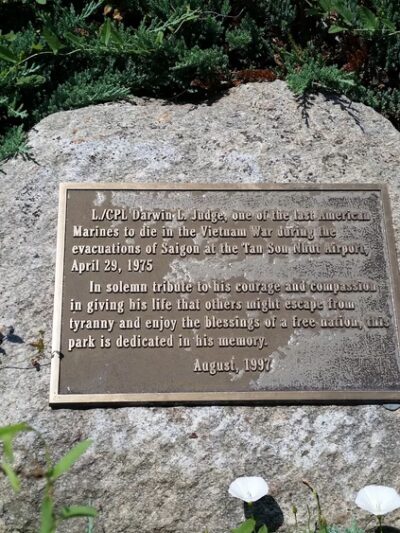 L./CPL Darwin L. Judge, one of the last American
Marines to die in the Vietnam War during the
evacuations of Saigon at the Tan Son Nhut Airport,
April 29, 1975
In solemn tribute to his courage and compassion
in giving his life that others might escape from
tyranny and enjoy the blessings of a free nation, this
park is dedicated in his memory.
August, 1997